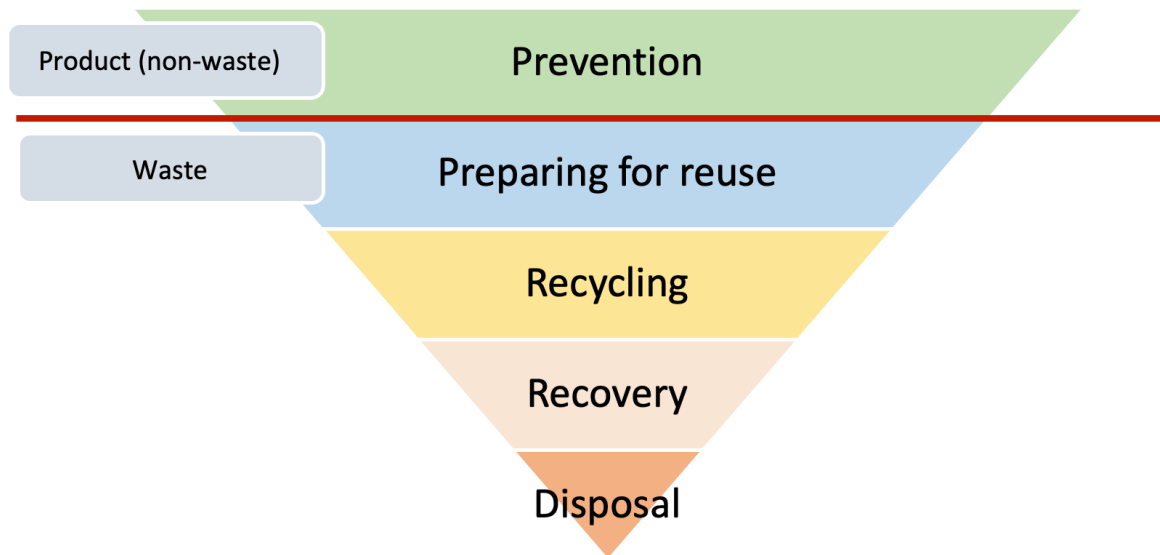 Product (non-waste)
Prevention
Waste
Preparing for reuse
Recycling
Recovery
Disposal